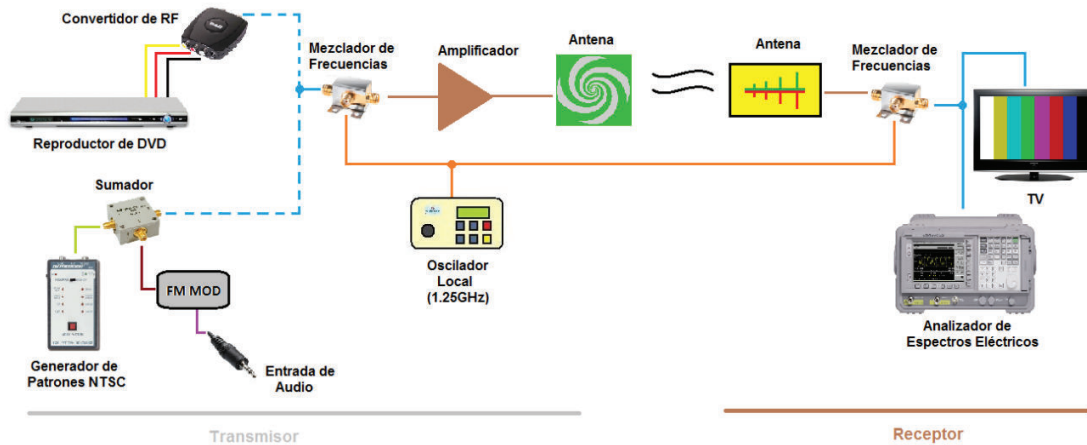 Convertidor de RF
Reproductor de DVD
Sumador
FM MOD
Generador de
Patrones NTSC
Entrada de
Audio
Mezclador de
Frecuencias
Amplificador
Antena
Antena
Mezclador de
Frecuencias
Oscilador
Local
(1.25GHz)
TV
Analizador de
Espectros Eléctricos
Transmisor
Receptor